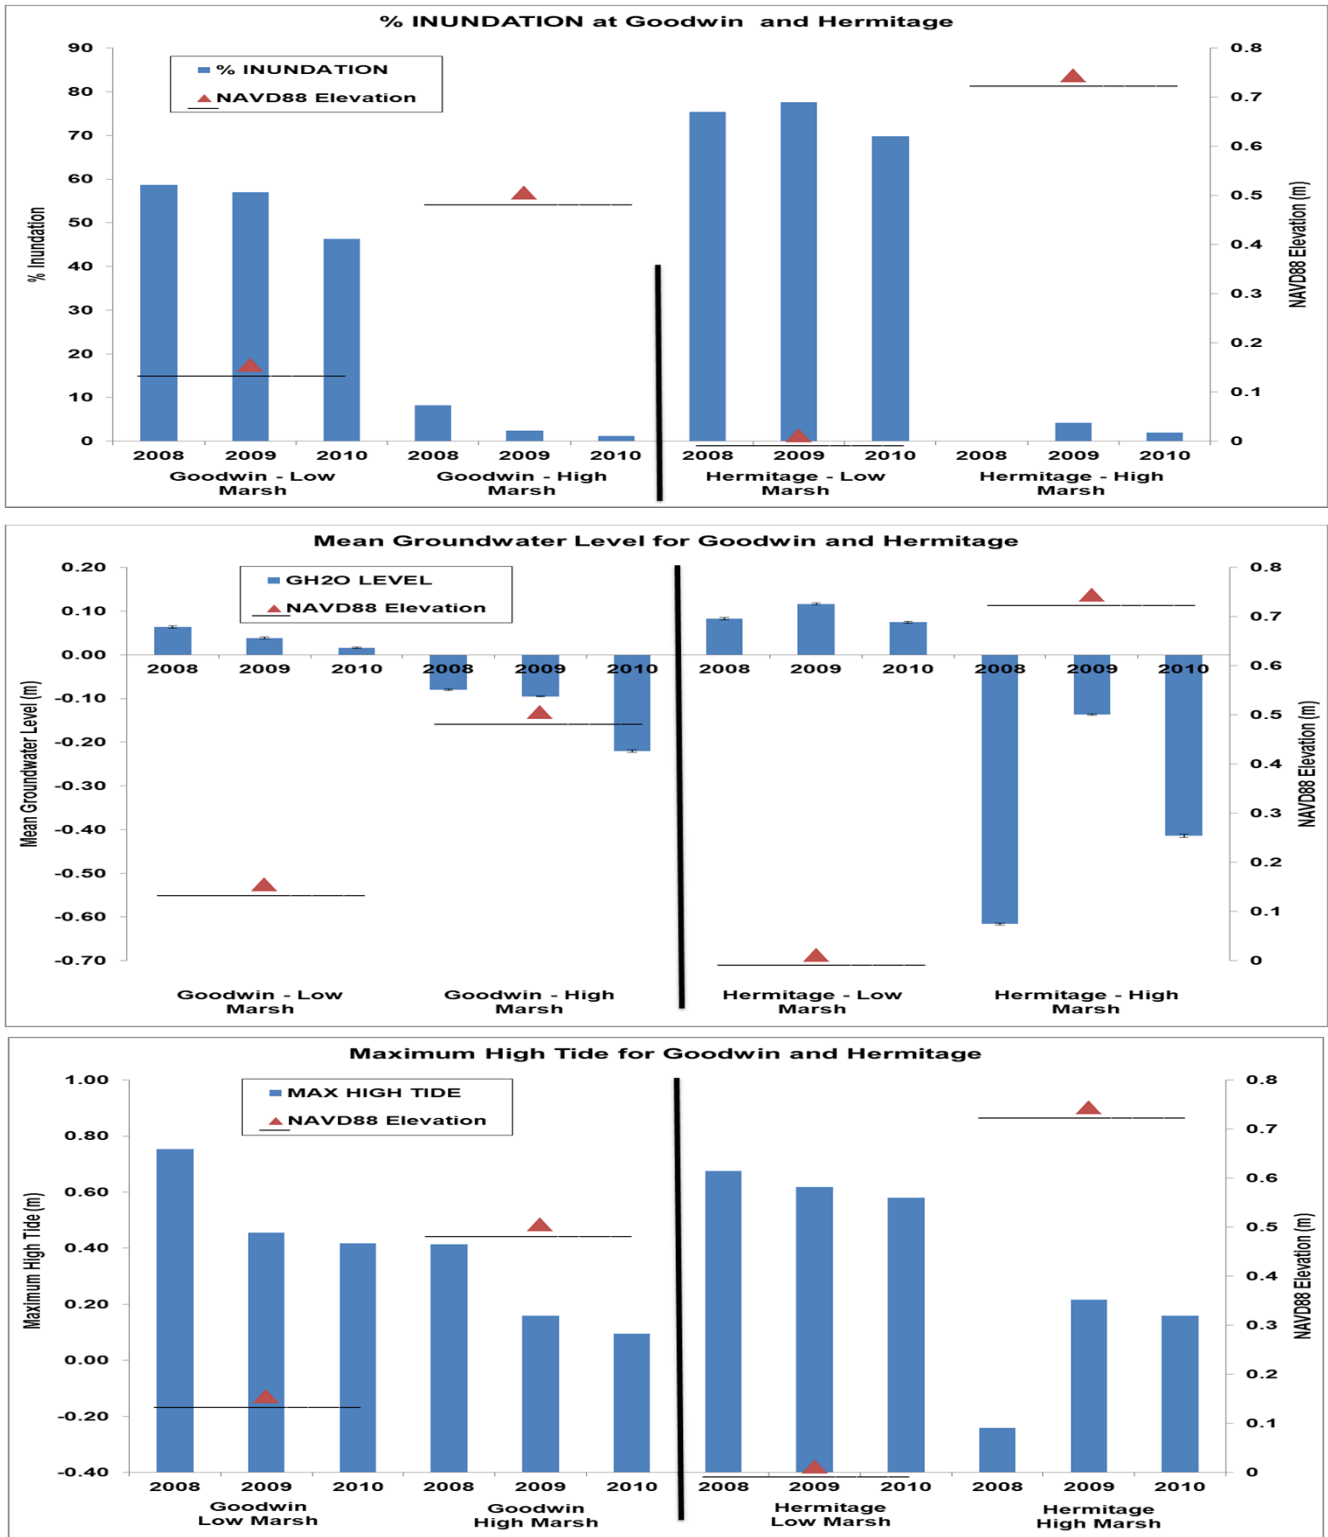 % INUNDATION at Goodwin and Hermitage
90
80
70
60
50
40
30
20
10
0
% Inundation
% INUNDATION
NAVD88 Elevation
0.8
0.7
0.6
0.5
0.4
0.3
0.2
0.1
0
NAVD88 Elevation (m)
2008 2009 2010 2008 2009 2010 2008 2009 2010 2008 2009 2010
Goodwin - Low Goodwin - High Hermitage - Low Hermitage - High
Marsh Marsh Marsh Marsh
Mean Groundwater Level for Goodwin and Hermitage
0.20
0.10
0.00
-0.10
-0.20
-0.30
-0.40
-0.50
-0.60
-0.70
Mean Groundwater Level (m)
GH2O LEVEL
NAVD88 Elevation
2008 2009 2010 2008 2009 2010 2008 2009 2010 2008 2009 2010
0.8
0.7
0.6
0.5
0.4
0.3
0.2
0.1
0
NAVD88 Elevation (m)
Goodwin - Low Goodwin - High Hermitage - Low Hermitage - High
Marsh Marsh Marsh Marsh
Maximum High Tide for Goodwin and Hermitage
1.00
0.80
0.60
0.40
0.20
0.00
-0.20
-0.40
Maximum High Tide (m)
MAX HIGH TIDE
NAVD88 Elevation
0.8
0.7
0.6
0.5
0.4
0.3
0.2
0.1
0
NAVD88 Elevation (m)
2008 2009 2010 2008 2009 2010 2008 2009 2010 2008 2009 2010
Goodwin Goodwin Hermitage Hermitage
Low Marsh High Marsh Low Marsh High Marsh